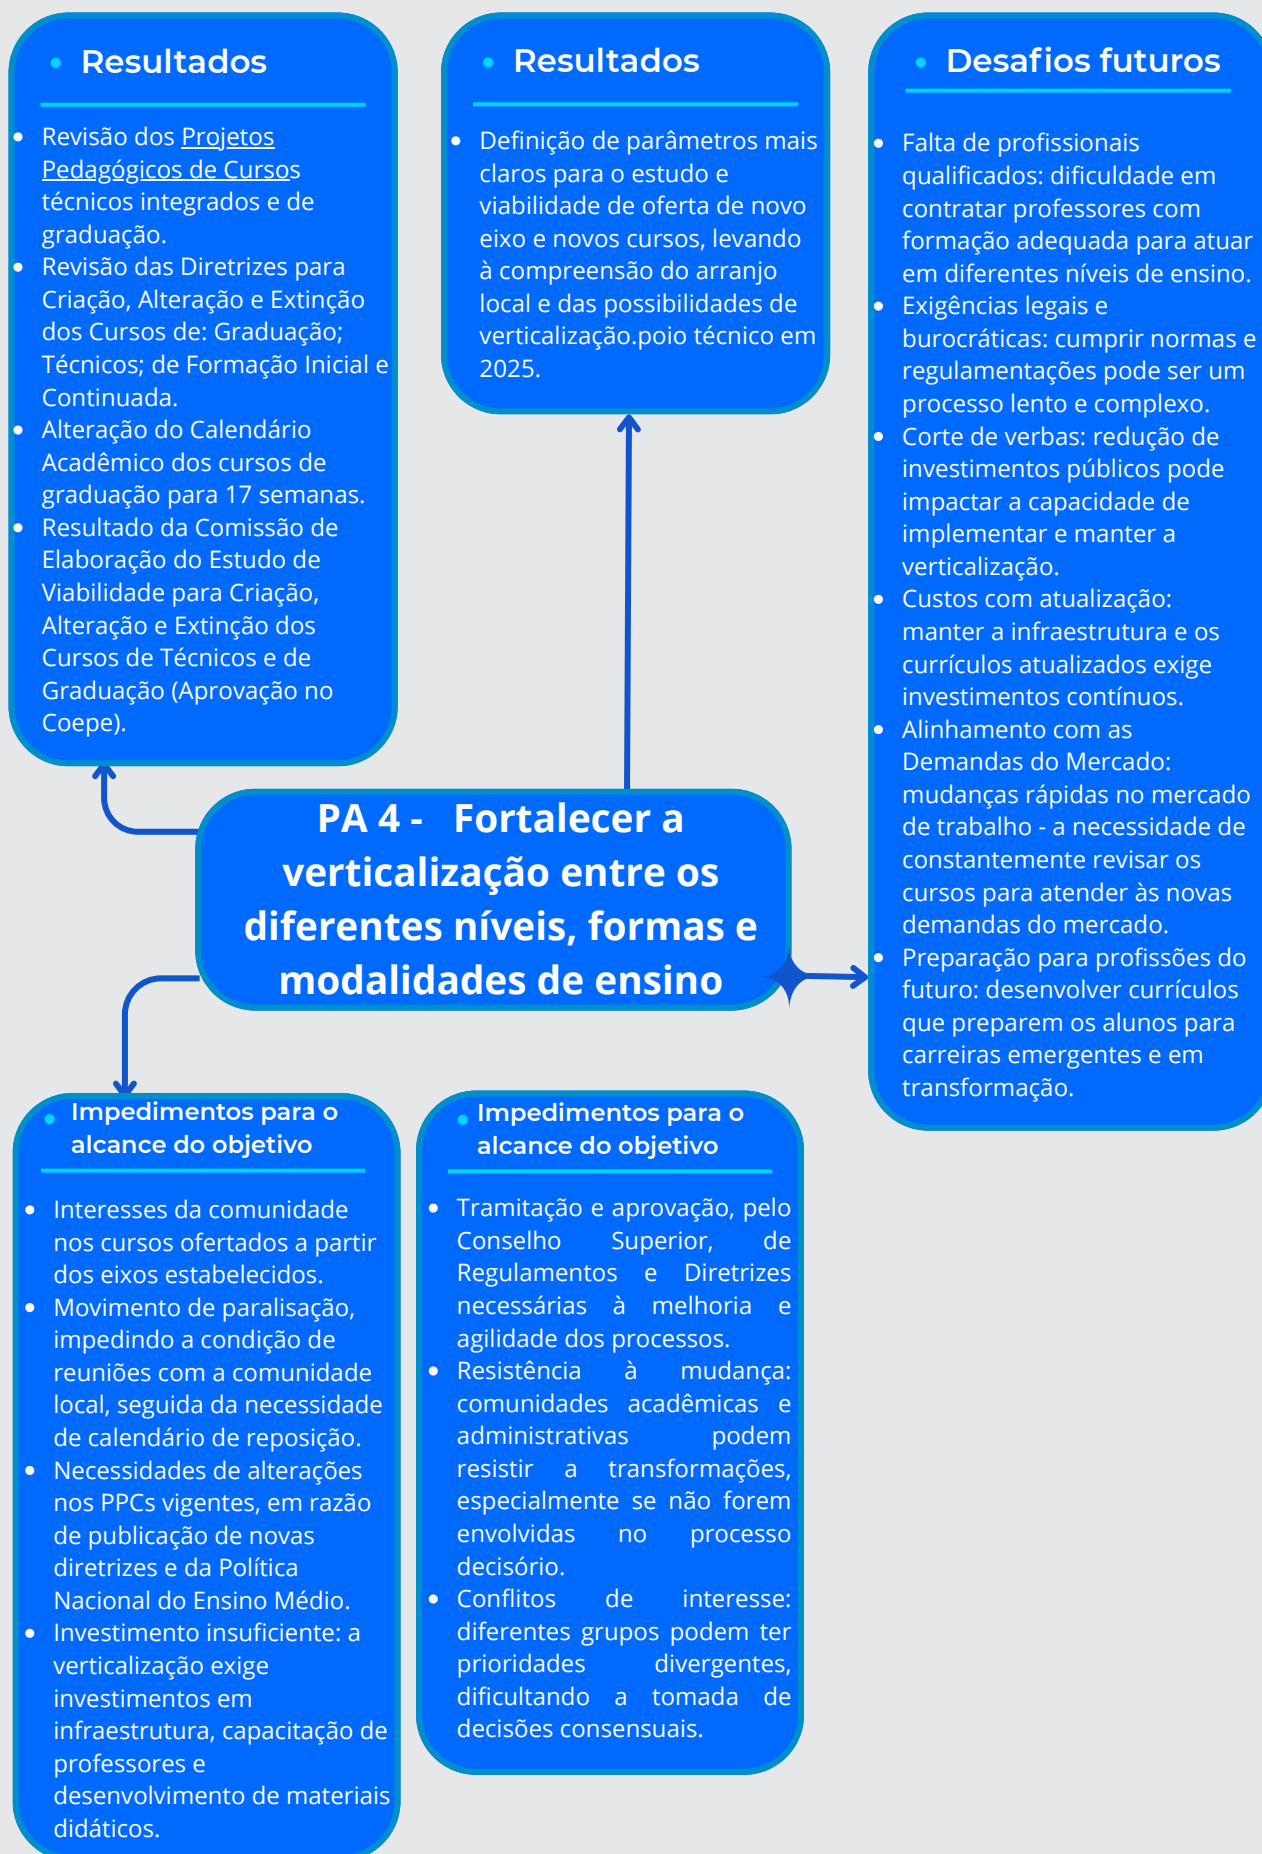 Resultados
Revisão dos Projetos
Pedagógicos de Cursos
técnicos integrados e de
graduação.
Revisão das Diretrizes para
Criação, Alteração e Extinção
dos Cursos de: Graduação;
Técnicos; de Formação Inicial e
Continuada.
Alteração do Calendário
Acadêmico dos cursos de
graduação para 17 semanas.
Resultado da Comissão de
Elaboração do Estudo de
Viabilidade para Criação,
Alteração e Extinção dos
Cursos de Técnicos e de
Graduação (Aprovação no
Coepe).
Resultados
Definição de parâmetros mais
claros para o estudo e
viabilidade de oferta de novo
eixo e novos cursos, levando
à compreensão do arranjo
local e das possibilidades de
verticalização.poio técnico em
2025.
Desafios futuros
Falta de profissionais
qualificados: dificuldade em
contratar professores com
formação adequada para atuar
em diferentes níveis de ensino.
Exigências legais e
burocráticas: cumprir normas e
regulamentações pode ser um
processo lento e complexo.
Corte de verbas: redução de
investimentos públicos pode
impactar a capacidade de
implementar e manter a
verticalização.
Custos com atualização:
manter a infraestrutura e os
currículos atualizados exige
investimentos contínuos.
Alinhamento com as
Demandas do Mercado:
mudanças rápidas no mercado
de trabalho - a necessidade de
constantemente revisar os
cursos para atender às novas
demandas do mercado.
Preparação para profissões do
futuro: desenvolver currículos
que preparem os alunos para
carreiras emergentes e em
transformação.
PA 4 - Fortalecer a
verticalização entre os
diferentes níveis, formas e
modalidades de ensino
Impedimentos para o
alcance do objetivo
Interesses da comunidade
nos cursos ofertados a partir
dos eixos estabelecidos.
Movimento de paralisação,
impedindo a condição de
reuniões com a comunidade
local, seguida da necessidade
de calendário de reposição.
Necessidades de alterações
nos PPCs vigentes, em razão
de publicação de novas
diretrizes e da Política
Nacional do Ensino Médio.
Investimento insuficiente: a
verticalização exige
investimentos em
infraestrutura, capacitação de
professores e
desenvolvimento de materiais
didáticos.
Impedimentos para o
alcance do objetivo
Tramitação e aprovação, pelo
Conselho Superior, de
Regulamentos e Diretrizes
necessárias à melhoria e
agilidade dos processos.
Resistência à mudança:
comunidades acadêmicas e
administrativas podem
resistir a transformações,
especialmente se não forem
envolvidas no processo
decisório.
Conflitos de interesse:
diferentes grupos podem ter
prioridades divergentes,
dificultando a tomada de
decisões consensuais.